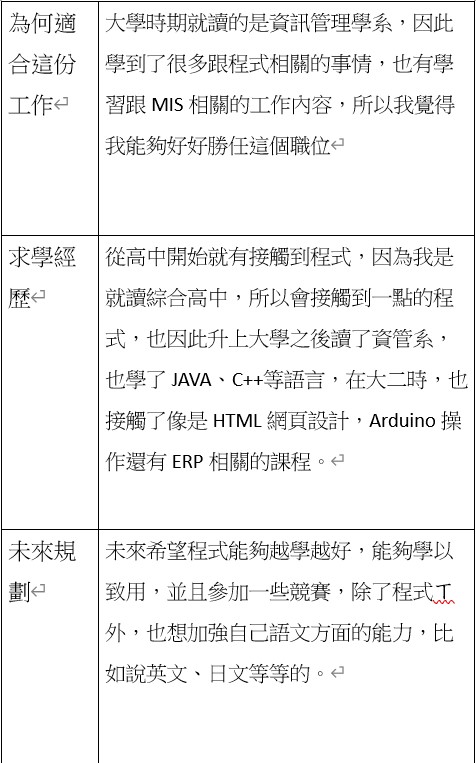 為何適
合這份
工作
大學時期就讀的是資訊管理學系，因此
學到了很多跟程式相關的事情，也有學
習跟 MIS 相關的工作內容，所以我覺得
我能夠好好勝任這個職位
求學經
歷
從高中開始就有接觸到程式，因為我是
就讀綜合高中，所以會接觸到一點的程
式，也因此升上大學之後讀了資管系，
也學了 JAVA、C++等語言，在大二時，也
接觸了像是 HTML 網頁設計，Arduino 操
作還有 ERP 相關的課程。
未來規
劃
未來希望程式能夠越學越好，能夠學以
致用，並且參加一些競賽，除了程式ㄒ
外，也想加強自己語文方面的能力，比
如說英文、日文等等的。